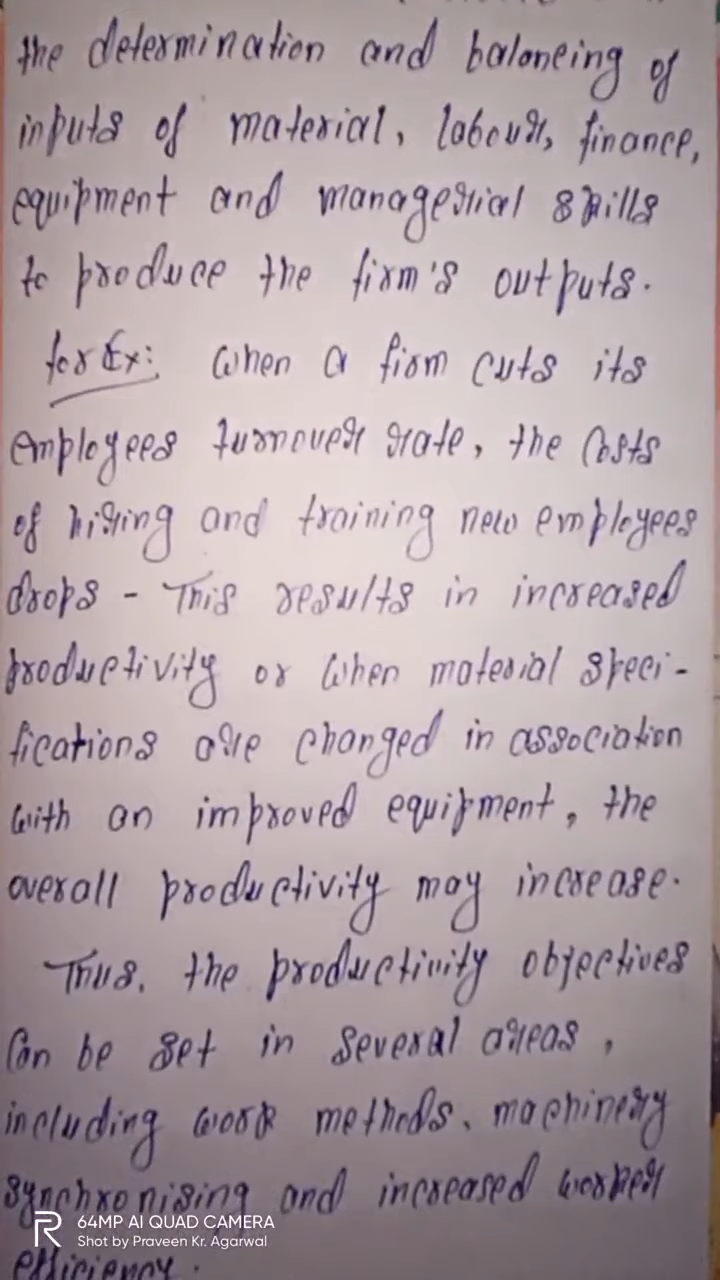 the determination and balancing of
inputs of material, labour, finance,
equipment and managerial skills
to produce the firm's outputs.
for Ex: When a firm cuts its
employees turnover rate, the Costs
of hiring and training new employees
drops - This results in increased
productivity or when material speci-
fications are changed in association
with an improved equipment, the
overall productivity may increase.
Thus, the productivity objectives
Can be set in several areas,
including work methods, machinery
synchronising and increased worker
efficiency.
R
64MP AI QUAD CAMERA
Shot by Praveen Kr. Agarwal